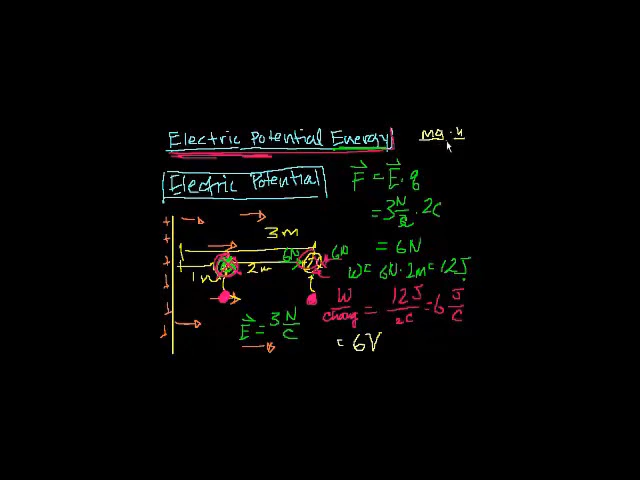 Electric Potential Energy
mg·h
Electric Potential
F = E·q
= 3 N/C · 2C
= 6N
W = 6N·2m = 12J
W/charg = 12J/2C = 6 J/C
= 6V
3m
6N
6N
1m
2m
E = 3 N/C